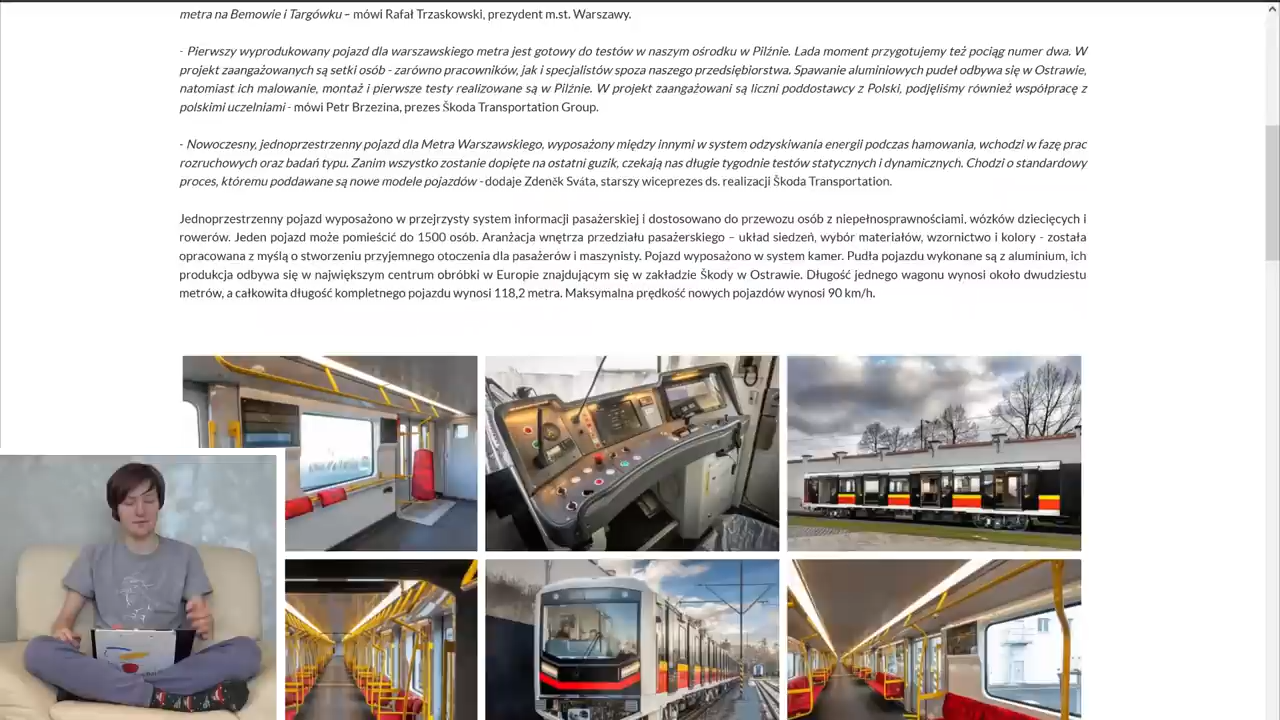 metra na Bemowie i Targówku – mówi Rafał Trzaskowski, prezydent m.st. Warszawy.
- Pierwszy wyprodukowany pojazd dla warszawskiego metra jest gotowy do testów w naszym ośrodku w Pilźnie. Lada moment przygotujemy też pociąg numer dwa. W
projekt zaangażowanych są setki osób - zarówno pracowników, jak i specjalistów spoza naszego przedsiębiorstwa. Spawanie aluminiowych pudeł odbywa się w Ostrawie,
natomiast ich malowanie, montaż i pierwsze testy realizowane są w Pilźnie. W projekt zaangażowani są liczni poddostawcy z Polski, podjęliśmy również współpracę z
polskimi uczelniami - mówi Petr Brzezina, prezes Škoda Transportation Group.
- Nowoczesny, jednoprzestrzenny pojazd dla Metra Warszawskiego, wyposażony między innymi w system odzyskiwania energii podczas hamowania, wchodzi w fazę prac
rozruchowych oraz badań typu. Zanim wszystko zostanie dopięte na ostatni guzik, czekają nas długie tygodnie testów statycznych i dynamicznych. Chodzi o standardowy
proces, któremu poddawane są nowe modele pojazdów - dodaje Zdeněk Sváta, starszy wiceprezes ds. realizacji Škoda Transportation.
Jednoprzestrzenny pojazd wyposażono w przejrzysty system informacji pasażerskiej i dostosowano do przewozu osób z niepełnosprawnościami, wózków dziecięcych i
rowerów. Jeden pojazd może pomieścić do 1500 osób. Aranżacja wnętrza przedziału pasażerskiego – układ siedzeń, wybór materiałów, wzornictwo i kolory - została
opracowana z myślą o stworzeniu przyjemnego otoczenia dla pasażerów i maszynisty. Pojazd wyposażono w system kamer. Pudła pojazdu wykonane są z aluminium, ich
produkcja odbywa się w największym centrum obróbki w Europie znajdującym się w zakładzie Škody w Ostrawie. Długość jednego wagonu wynosi około dwudziestu
metrów, a całkowita długość kompletnego pojazdu wynosi 118,2 metra. Maksymalna prędkość nowych pojazdów wynosi 90 km/h.